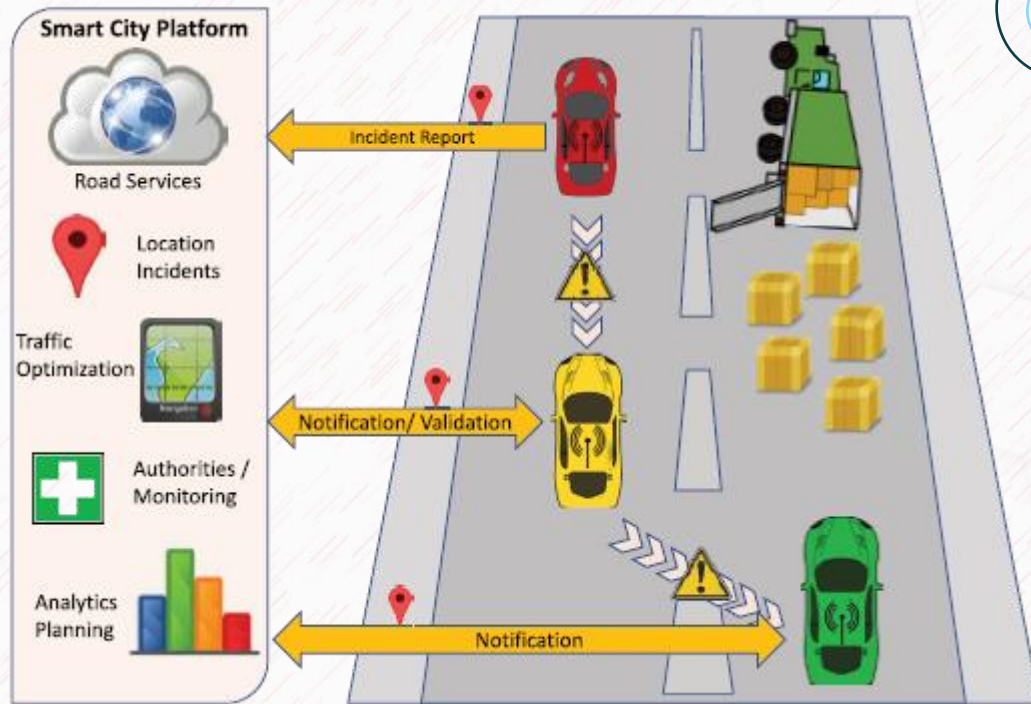 Smart City Platform
Road Services
Location
Incidents
Traffic
Optimization
Authorities /
Monitoring
Analytics
Planning
Incident Report
Notification/ Validation
Notification